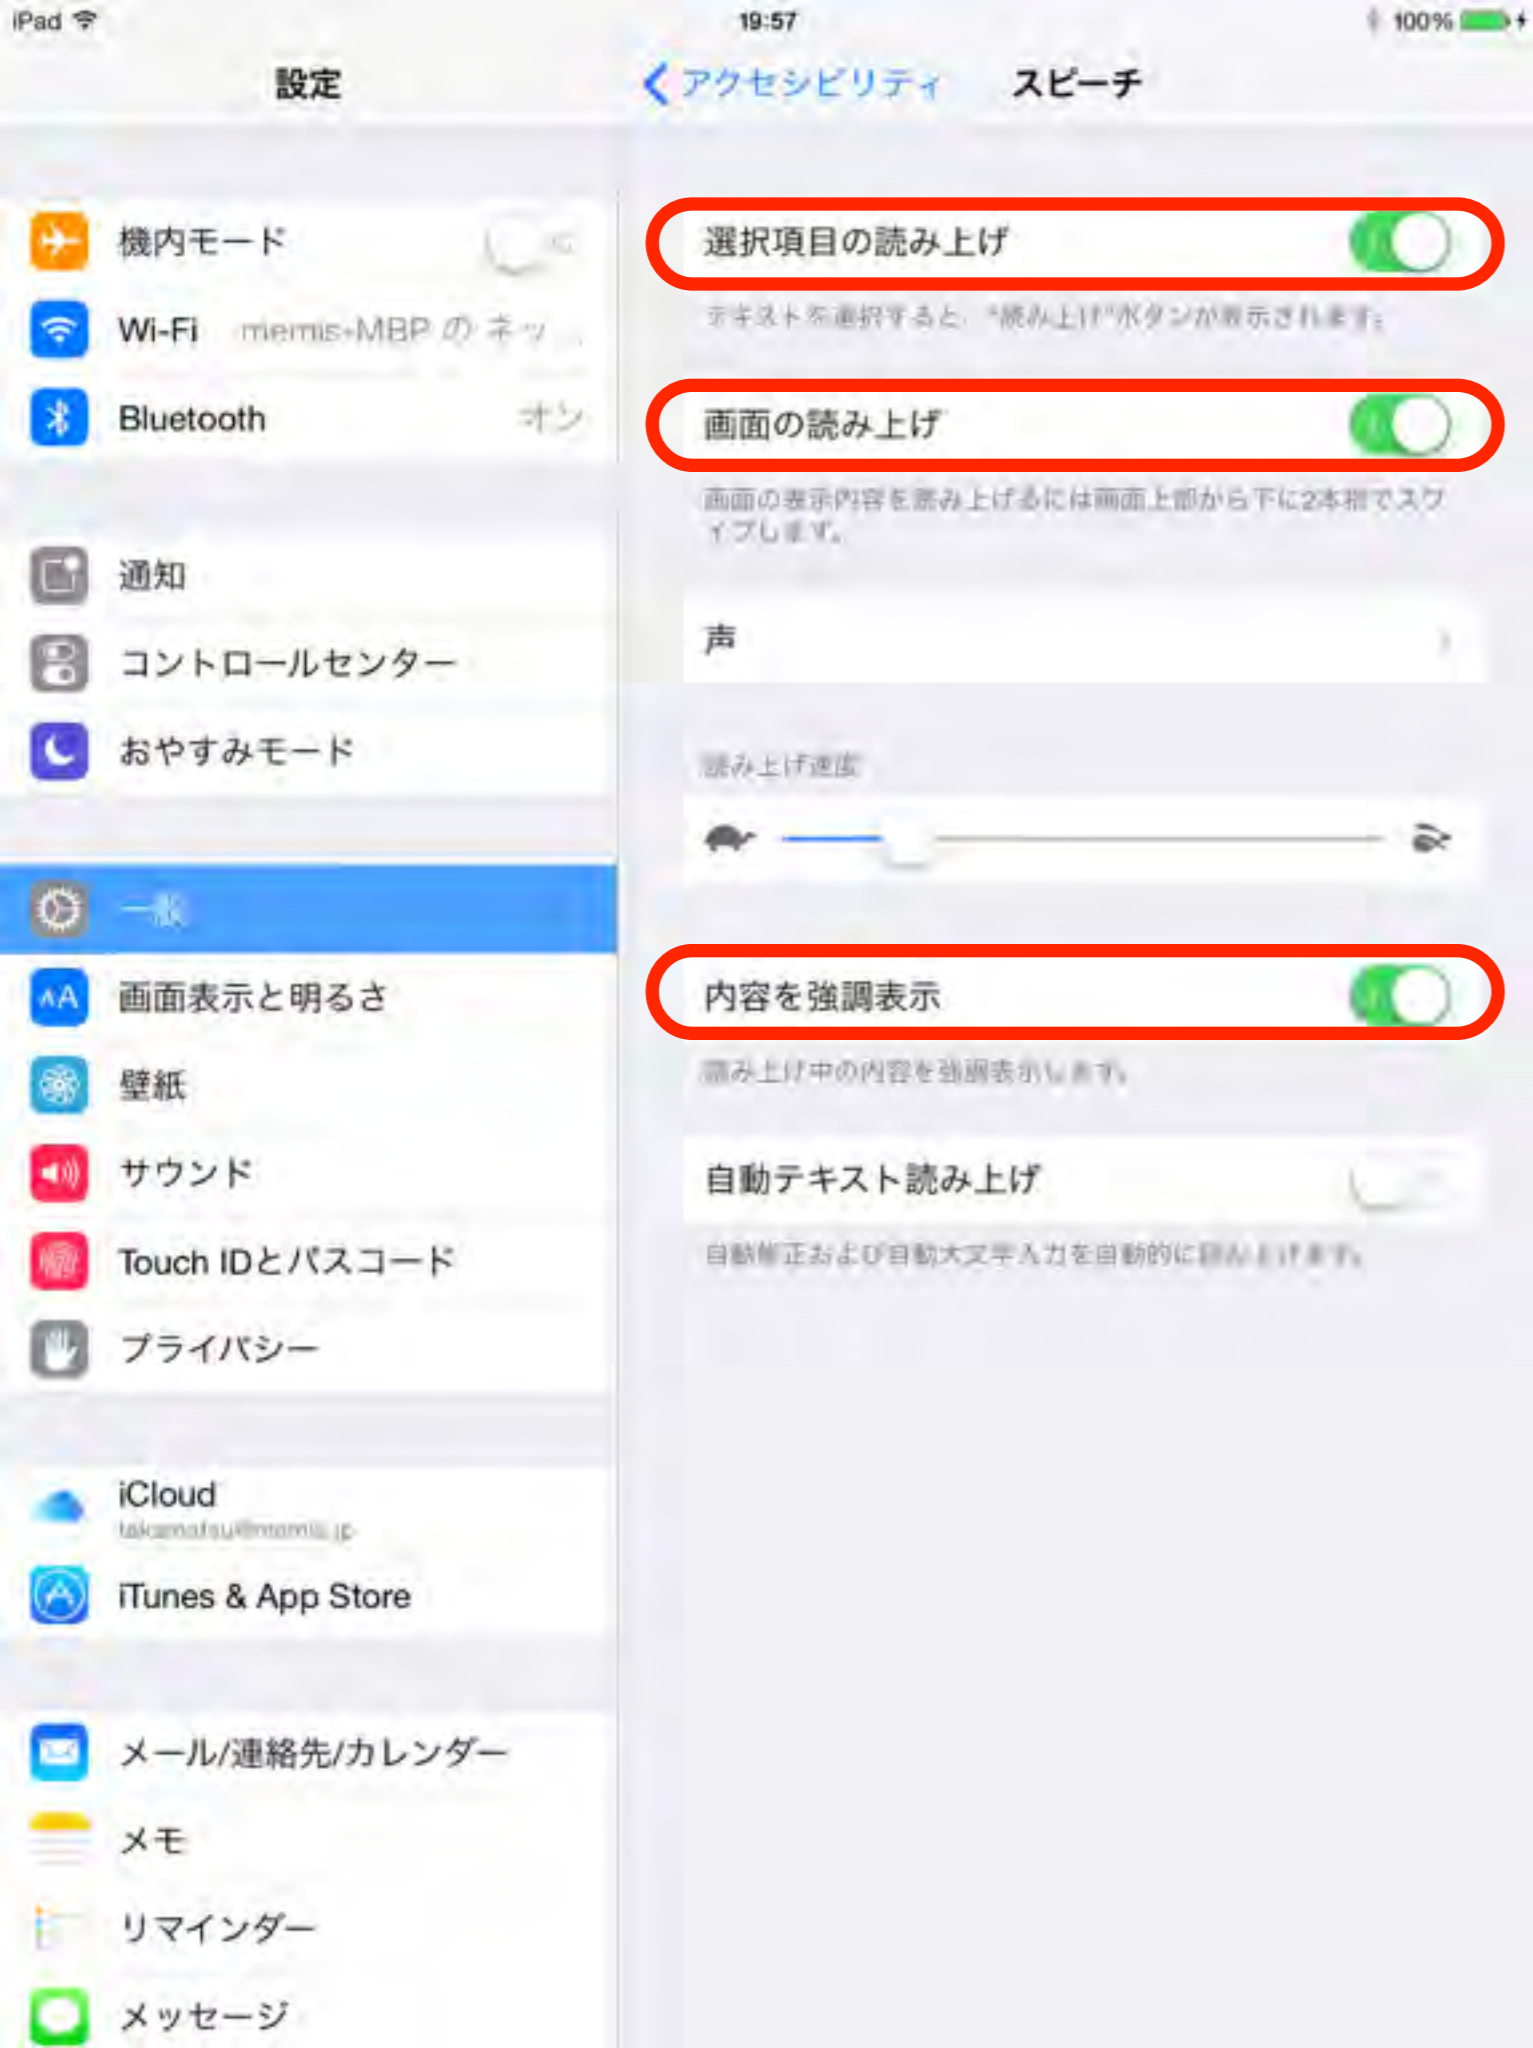 iPad
19:57
100%
設定
アクセシビリティ
スピーチ
機内モード
Wi-Fi memis-MBP のネッ...
Bluetooth オン
通知
コントロールセンター
おやすみモード
一般
画面表示と明るさ
壁紙
サウンド
Touch IDとパスコード
プライバシー
iCloud
takamatsu@memis.jp
iTunes & App Store
メール/連絡先/カレンダー
メモ
リマインダー
メッセージ
選択項目の読み上げ
テキストを選択すると、"読み上げ"ボタンが表示されます。
画面の読み上げ
画面の表示内容を読み上げるには画面上部から下に2本指でスワ
イプします。
声
読み上げ速度
内容を強調表示
読み上げ中の内容を強調表示します。
自動テキスト読み上げ
自動修正および自動大文字入力を自動的に読み上げます。